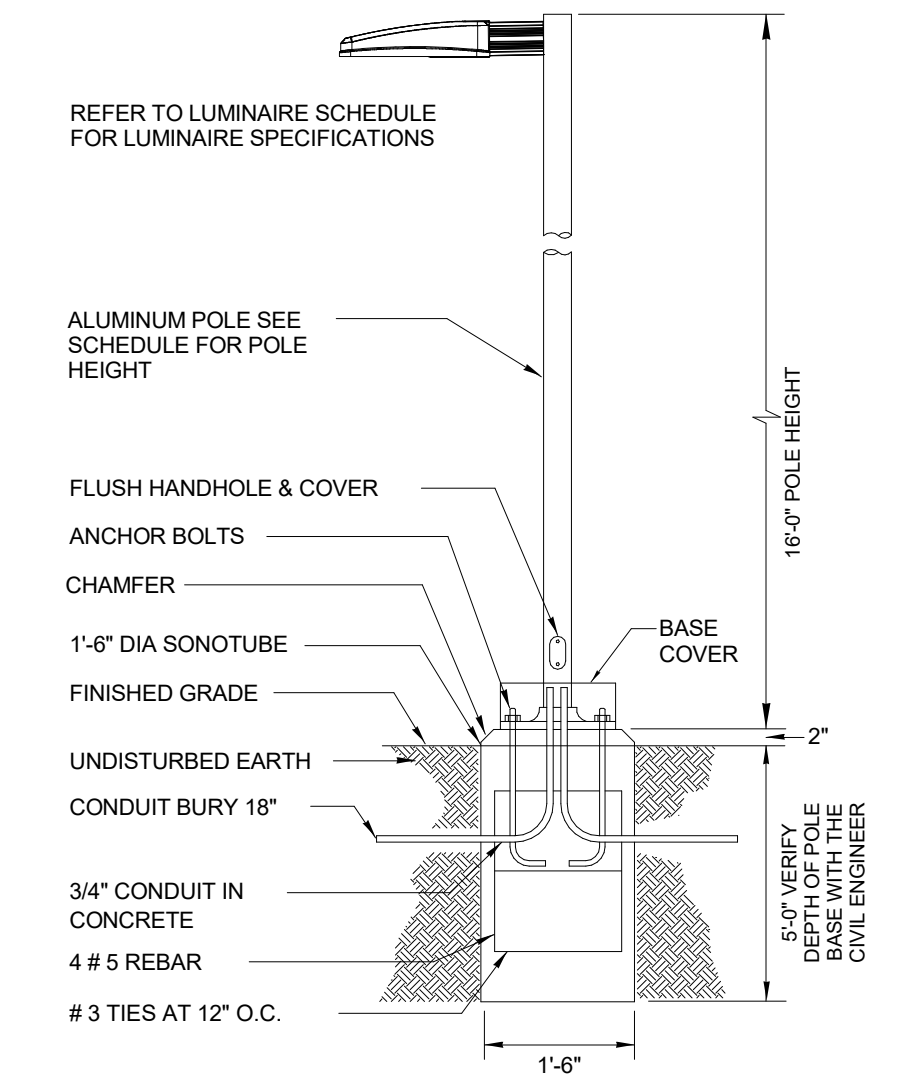 REFER TO LUMINAIRE SCHEDULE
FOR LUMINAIRE SPECIFICATIONS
ALUMINUM POLE SEE
SCHEDULE FOR POLE
HEIGHT
16'-0" POLE HEIGHT
FLUSH HANDHOLE & COVER
ANCHOR BOLTS
CHAMFER
1'-6" DIA SONOTUBE
BASE
COVER
FINISHED GRADE
2"
UNDISTURBED EARTH
CONDUIT BURY 18"
5'-0" VERIFY
DEPTH OF POLE
BASE WITH THE
CIVIL ENGINEER
3/4" CONDUIT IN
CONCRETE
4 # 5 REBAR
# 3 TIES AT 12" O.C.
1'-6"